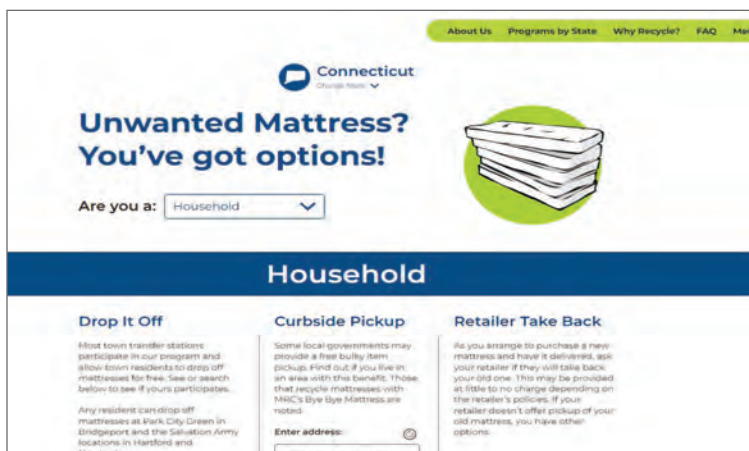 About Us Programs by State Why Recycle? FAQ
Connecticut
Change State
Unwanted Mattress?
You've got options!
Are you a: Household
Household
Drop It Off
Most town transfer stations
participate in our program and
allow town residents to drop off
mattresses for free. See or search
below to see if yours participates.
Any resident can drop off
mattresses at Park City Green in
Bridgeport and the Salvation Army
locations in Hartford and
Curbside Pickup
Some local governments may
provide a free bulky item
pickup. Find out if you live in
an area with this benefit. Those
that recycle mattresses with
MRC's Bye Bye Mattress are
noted.
Enter address:
Retailer Take Back
As you arrange to purchase a new
mattress and have it delivered, ask
your retailer if they will take back
your old one. This may be provided
at little to no charge depending on
the retailer's policies. If your
retailer doesn't offer pickup of your
old mattress, you have other
options.